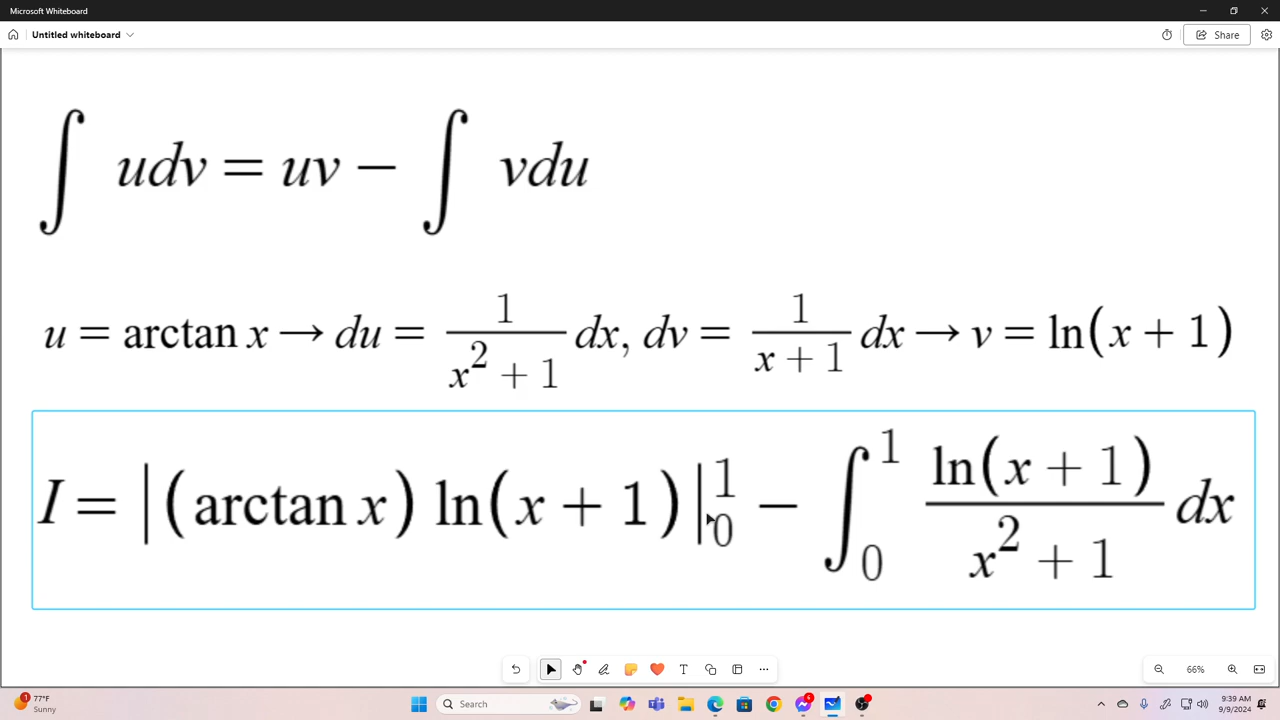 Microsoft Whiteboard
Untitled whiteboard
Share
∫ udv = uv − ∫ vdu
u = arctan x → du = 1/(x² + 1) dx, dv = 1/(x + 1) dx → v = ln(x + 1)
I = |(arctan x) ln(x + 1)|₀¹ − ∫₀¹ ln(x + 1)/(x² + 1) dx
T
66%
1
77°F
Sunny
Search
6
9:39 AM
9/9/2024